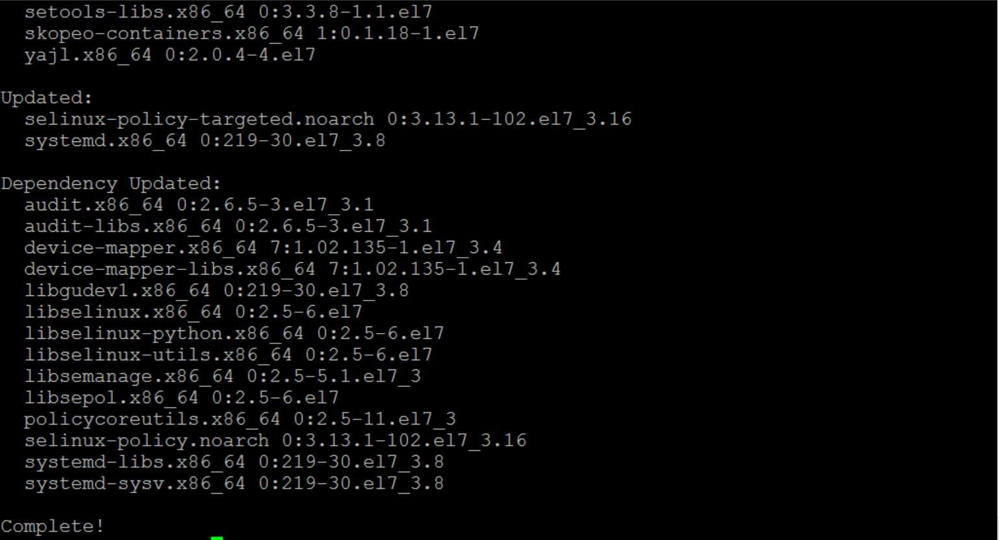 setools-libs.x86_64 0:3.3.8-1.1.el7
skopeo-containers.x86_64 1:0.1.18-1.el7
yajl.x86_64 0:2.0.4-4.el7
Updated:
selinux-policy-targeted.noarch 0:3.13.1-102.el7_3.16
systemd.x86_64 0:219-30.el7_3.8
Dependency Updated:
audit.x86_64 0:2.6.5-3.el7_3.1
audit-libs.x86_64 0:2.6.5-3.el7_3.1
device-mapper.x86_64 7:1.02.135-1.el7_3.4
device-mapper-libs.x86_64 7:1.02.135-1.el7_3.4
libgudev1.x86_64 0:219-30.el7_3.8
libselinux.x86_64 0:2.5-6.el7
libselinux-python.x86_64 0:2.5-6.el7
libselinux-utils.x86_64 0:2.5-6.el7
libsemanage.x86_64 0:2.5-5.1.el7_3
libsepol.x86_64 0:2.5-6.el7
policycoreutils.x86_64 0:2.5-11.el7_3
selinux-policy.noarch 0:3.13.1-102.el7_3.16
systemd-libs.x86_64 0:219-30.el7_3.8
systemd-sysv.x86_64 0:219-30.el7_3.8
Complete!